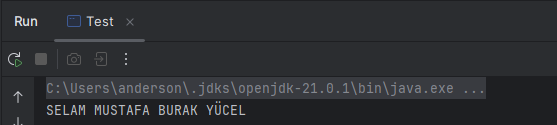 Run
Test
C:\Users\anderson\.jdks\openjdk-21.0.1\bin\java.exe ...
SELAM MUSTAFA BURAK YÜCEL